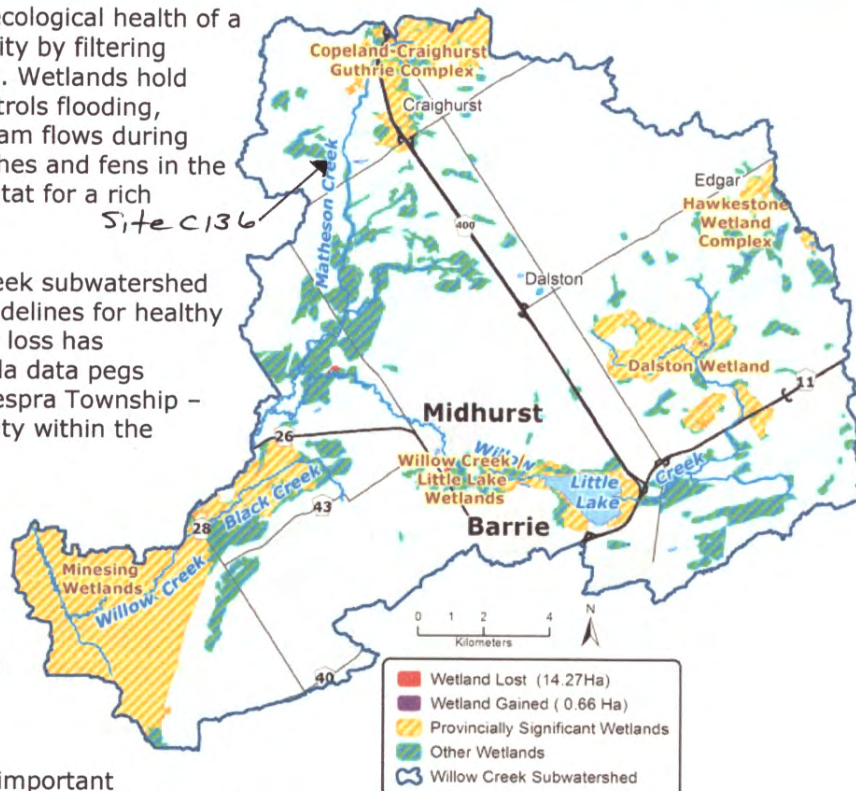 ecological health of a
ity by filtering
. Wetlands hold
trols flooding,
am flows during
hes and fens in the
tat for a rich
Site C136
eek subwatershed
idelines for healthy
loss has
da data pegs
espra Township –
ety within the
important
Copeland-Craighurst
Guthrie Complex
Craighurst
Matheson Creek
400
Edgar
Hawkestone
Wetland
Complex
Dalston
Dalston Wetland
11
Midhurst
26
Willow
Creek
Willow Creek/
Little Lake
Wetlands
Little
Lake
Barrie
Black Creek
43
28
Minesing
Wetlands
Willow Creek
40
0 1 2 4
Kilometers
N
Wetland Lost (14.27Ha)
Wetland Gained ( 0.66 Ha)
Provincially Significant Wetlands
Other Wetlands
Willow Creek Subwatershed